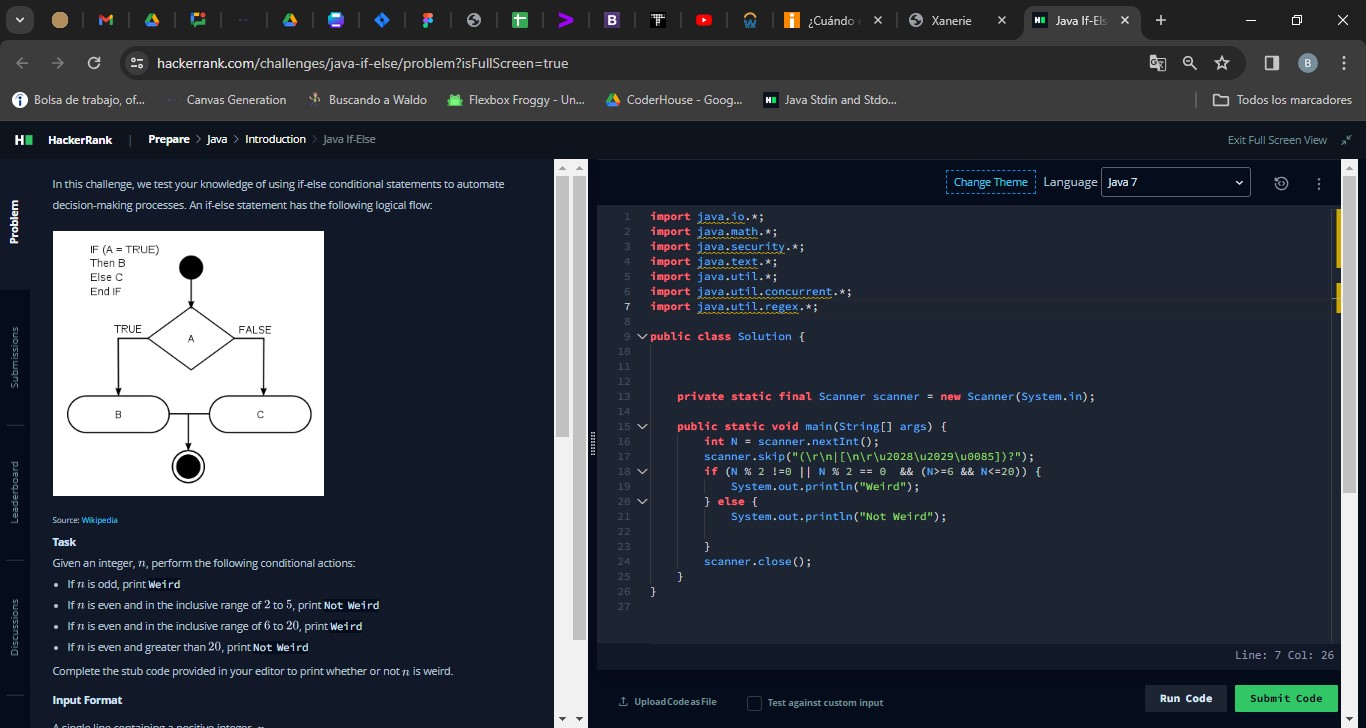 ¿Cuándo
Xanerie
Java If-Els
hackerrank.com/challenges/java-if-else/problem?isFullScreen=true
B
Bolsa de trabajo, of...
Canvas Generation
Buscando a Waldo
Flexbox Froggy - Un...
CoderHouse - Goog...
Java Stdin and Stdo...
Todos los marcadores
HackerRank
Prepare > Java > Introduction > Java If-Else
Exit Full Screen View
Problem
Submissions
Leaderboard
Discussions
In this challenge, we test your knowledge of using if-else conditional statements to automate
decision-making processes. An if-else statement has the following logical flow:
IF (A = TRUE)
Then B
Else C
End IF
TRUE
FALSE
A
B
C
Source: Wikipedia
Task
Given an integer, n, perform the following conditional actions:
• If n is odd, print Weird
• If n is even and in the inclusive range of 2 to 5, print Not Weird
• If n is even and in the inclusive range of 6 to 20, print Weird
• If n is even and greater than 20, print Not Weird
Complete the stub code provided in your editor to print whether or not n is weird.
Input Format
A single line containing a positive integer, n.
Change Theme
Language
Java 7
1 import java.io.*;
2 import java.math.*;
3 import java.security.*;
4 import java.text.*;
5 import java.util.*;
6 import java.util.concurrent.*;
7 import java.util.regex.*;
8
9 public class Solution {
10
11
12
13 private static final Scanner scanner = new Scanner(System.in);
14
15 public static void main(String[] args) {
16 int N = scanner.nextInt();
17 scanner.skip("(\r\n|[\n\r\u2028\u2029\u0085])?");
18 if (N % 2 !=0 || N % 2 == 0  && (N>=6 && N<=20)) {
19 System.out.println("Weird");
20 } else {
21 System.out.println("Not Weird");
22
23 }
24 scanner.close();
25 }
26 }
27
Line: 7 Col: 26
Upload Code as File
Test against custom input
Run Code
Submit Code